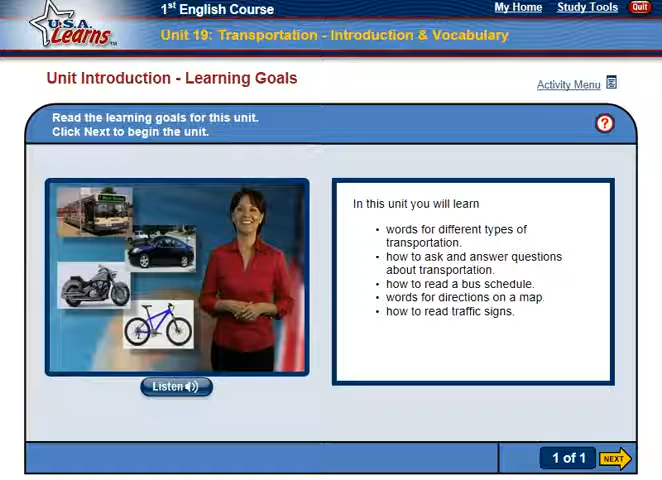 U.S.A.
Learns™
1st English Course
My Home
Study Tools
Quit
Unit 19: Transportation - Introduction & Vocabulary
Unit Introduction - Learning Goals
Activity Menu
Read the learning goals for this unit.
Click Next to begin the unit.
?
In this unit you will learn
• words for different types of
transportation.
• how to ask and answer questions
about transportation.
• how to read a bus schedule.
• words for directions on a map.
• how to read traffic signs.
Listen
1 of 1
NEXT